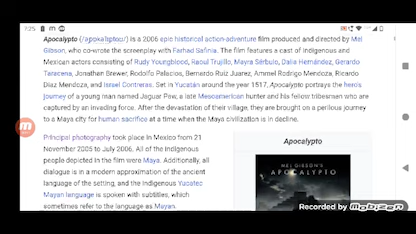 7:25
Apocalypto (/əˌpɒkəˈlɪptoʊ/) is a 2006 epic historical action-adventure film produced and directed by Mel
Gibson, who co-wrote the screenplay with Farhad Safinia. The film features a cast of Indigenous and
Mexican actors consisting of Rudy Youngblood, Raoul Trujillo, Mayra Sérbulo, Dalia Hernández, Gerardo
Taracena, Jonathan Brewer, Rodolfo Palacios, Bernardo Ruiz Juarez, Ammel Rodrigo Mendoza, Ricardo
Diaz Mendoza, and Israel Contreras. Set in Yucatán around the year 1517, Apocalypto portrays the hero's
journey of a young man named Jaguar Paw, a late Mesoamerican hunter and his fellow tribesmen who are
captured by an invading force. After the devastation of their village, they are brought on a perilous journey
to a Maya city for human sacrifice at a time when the Maya civilization is in decline.
Principal photography took place in Mexico from 21
November 2005 to July 2006. All of the indigenous
people depicted in the film were Maya. Additionally, all
dialogue is in a modern approximation of the ancient
language of the setting, and the Indigenous Yucatec
Mayan language is spoken with subtitles, which
sometimes refer to the language as Mayan.
Apocalypto
MEL GIBSON'S
APOCALYPTO
Recorded by Mobizen